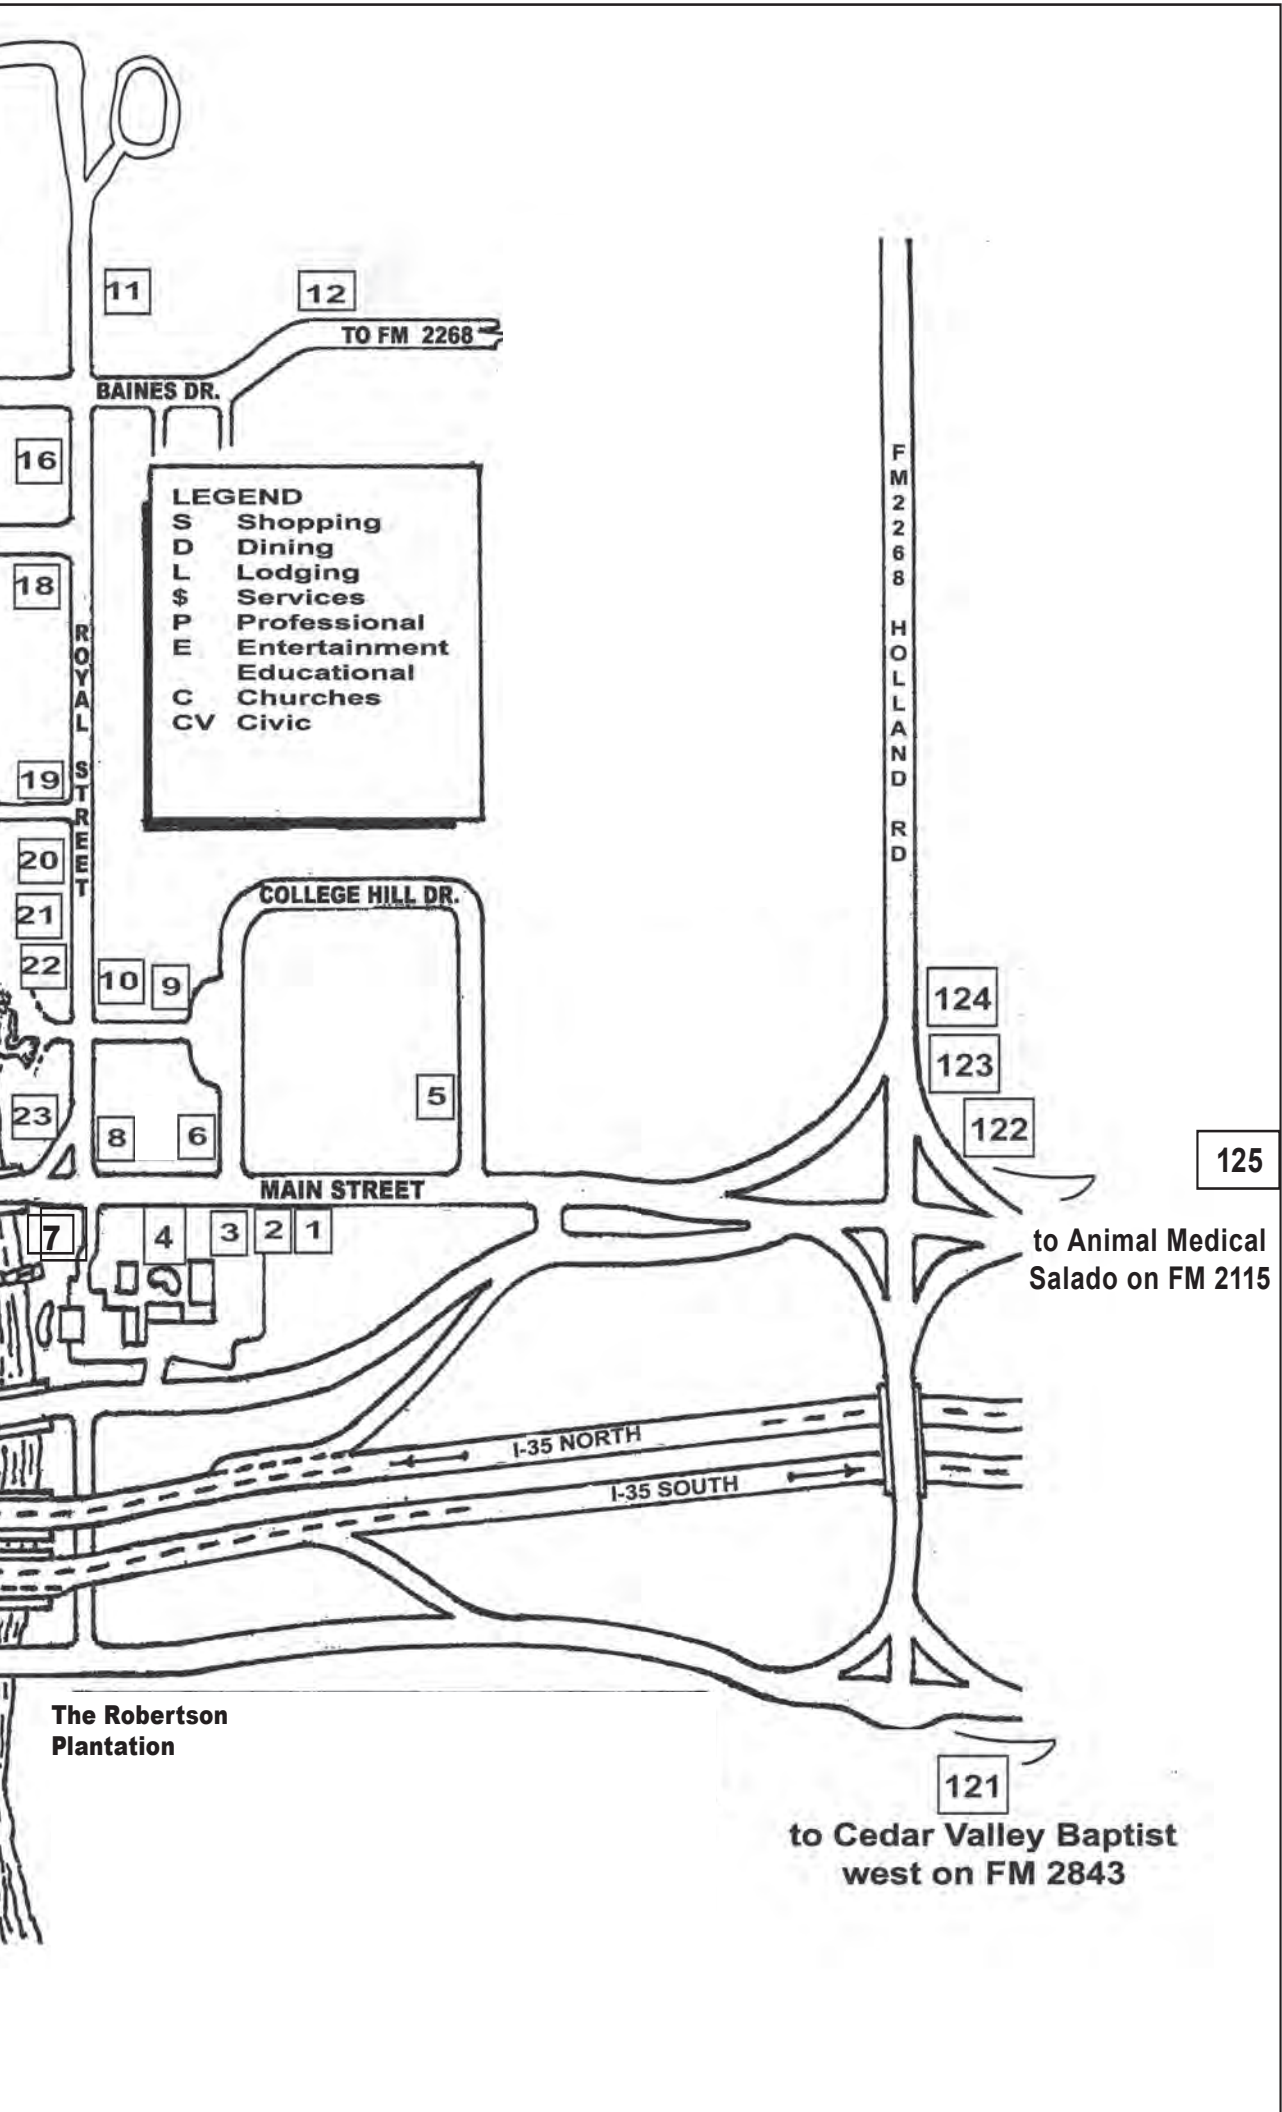 11
12
TO FM 2268
BAINES DR.
16
LEGEND
S Shopping
D Dining
L Lodging
$ Services
P Professional
E Entertainment
Educational
C Churches
CV Civic
18
ROYAL STREET
FM2268 HOLLAND RD
19
20
21
22
COLLEGE HILL DR.
10
9
124
123
122
5
23
8
6
125
MAIN STREET
7
4
3
2
1
to Animal Medical
Salado on FM 2115
I-35 NORTH
I-35 SOUTH
The Robertson
Plantation
121
to Cedar Valley Baptist
west on FM 2843